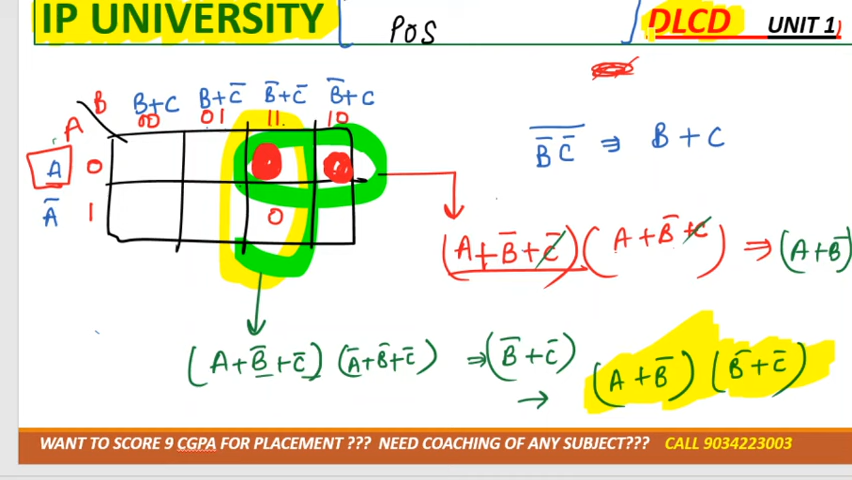 IP UNIVERSITY
POS
DLCD UNIT 1)
B B+C B+C̅ B̅+C̅ B̅+C
A 00 01 11 10
A 0
A̅ 1 0
\overline{B̅ C̅} ⇒ B + C
(A+B̅+C̅)(A+B̅+C) ⇒ (A+B̅)
(A+B̅+C̅)(A̅+B̅+C̅) ⇒ (B̅+C̅)
→ (A+B̅)(B̅+C̅)
WANT TO SCORE 9 CGPA FOR PLACEMENT ??? NEED COACHING OF ANY SUBJECT??? CALL 9034223003